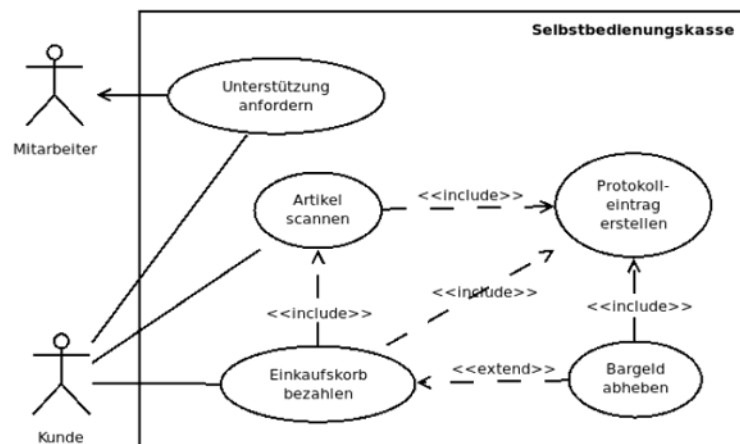 Selbstbedienungskasse
Unterstützung
anfordern
Mitarbeiter
Artikel
scannen
<<include>>
Protokoll-
eintrag
erstellen
<<include>>
<<include>>
<<include>>
Einkaufskorb
bezahlen
<<extend>>
Bargeld
abheben
Kunde